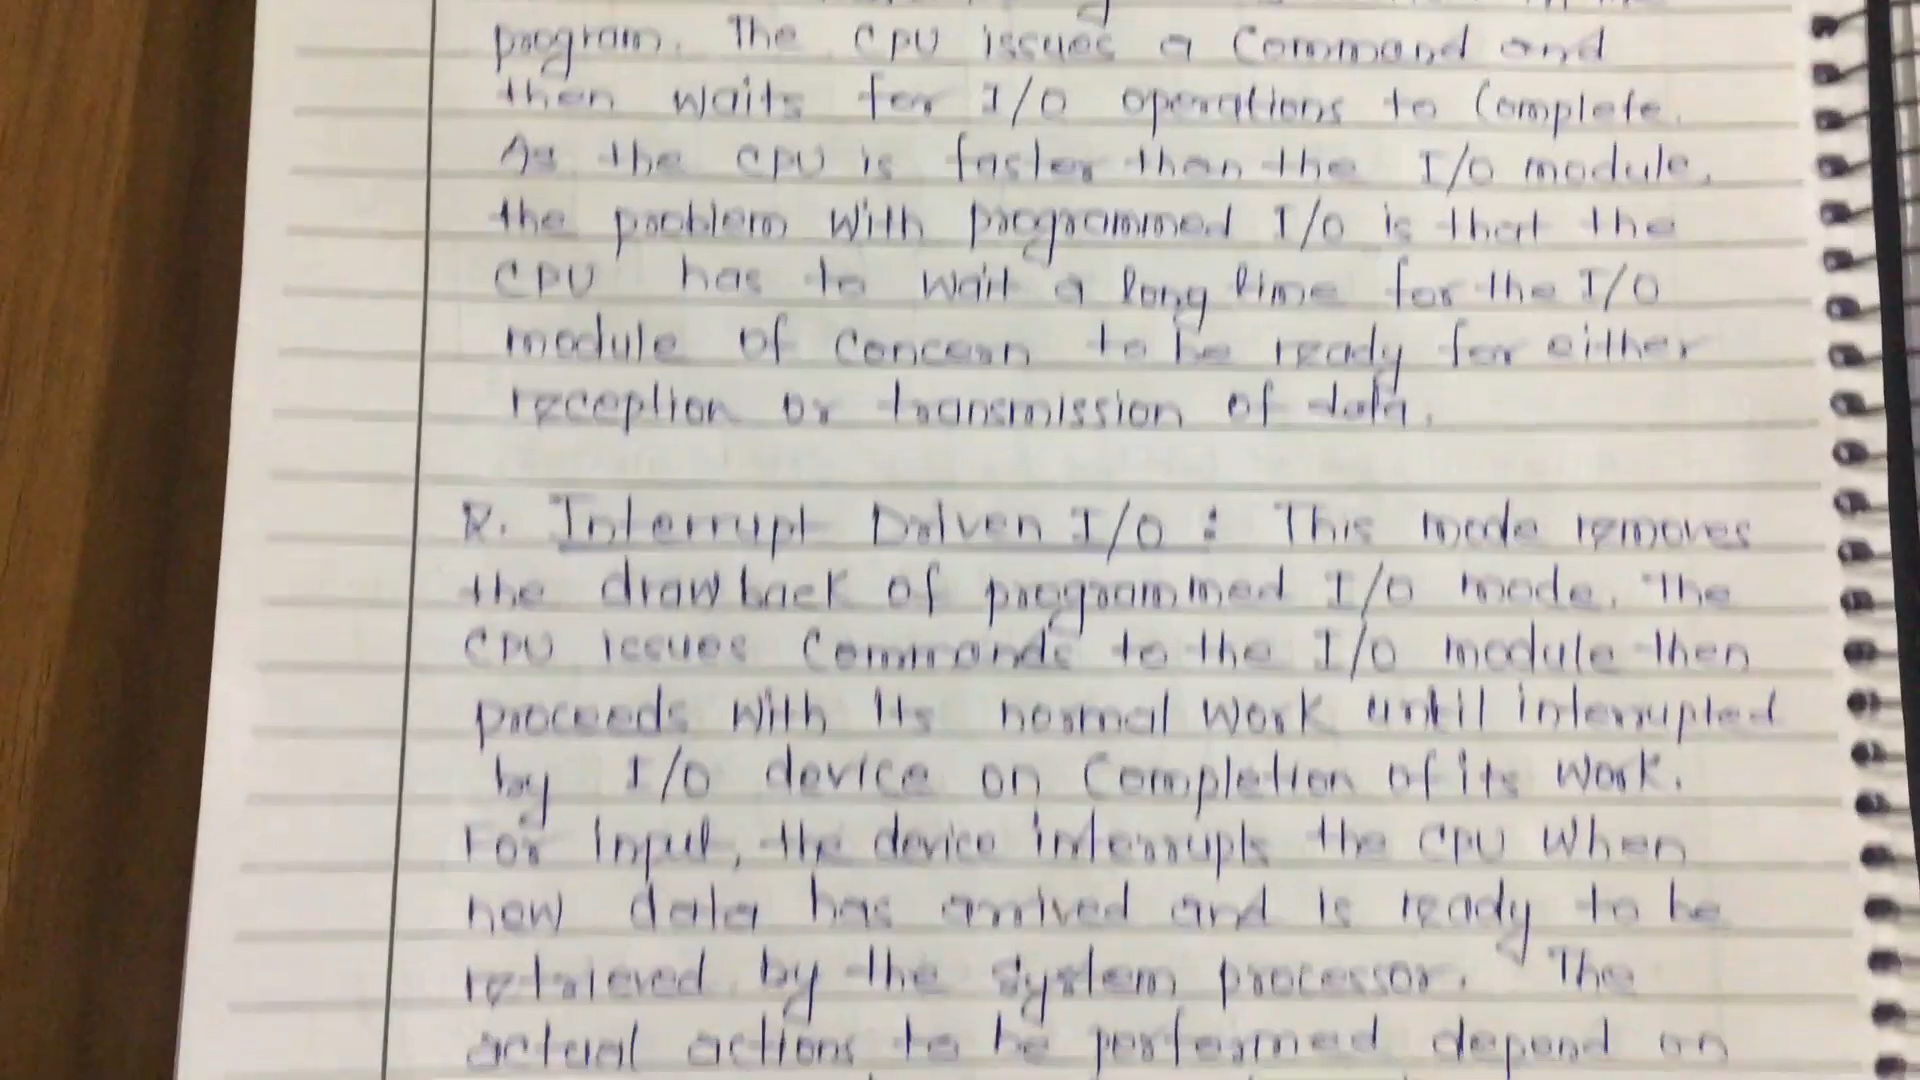 program. The CPU issues a Command and
then waits for I/O operations to Complete.
As the CPU is faster than the I/O module,
the problem with programmed I/O is that the
CPU has to wait a long time for the I/O
module of concern to be ready for either
reception or transmission of data.
2. Interrupt Driven I/O : This mode removes
the drawback of programmed I/O mode. The
CPU issues Commands to the I/O module then
proceeds with Its normal work until interrupted
by I/O device on Completion of its work.
For Input, the device interrupts the CPU when
new data has arrived and is ready to be
retrieved by the system processor. The
actual actions to be performed depend on